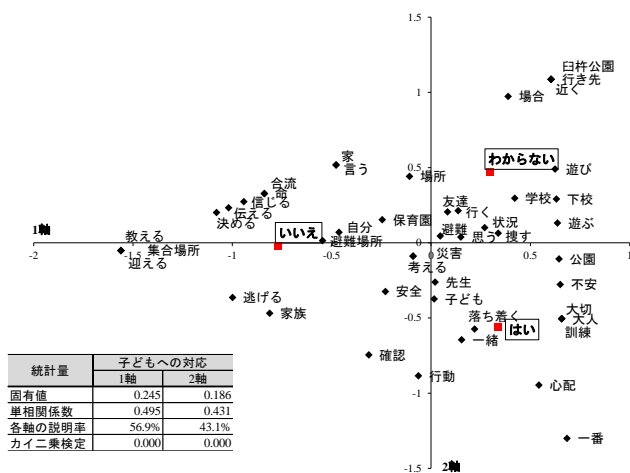 1.5
臼杵公園
行き先
近く
1
場合
家
言う
わからない
0.5
遊び
場所
合流
命
信じる
伝える
決める
友達
行く
学校
下校
保育園
状況
遊ぶ
1軸
教える
集合場所
迎える
いいえ
自分
避難場所
避難
思う
捜す
-2
-1.5
-1
-0.5
0
0
0.5
1
1.5
災害
考える
公園
先生
不安
安全
子ども
逃げる
家族
-0.5
落ち着く
大切
大人
訓練
はい
一緒
確認
行動
心配
-1
一番
2軸
-1.5
統計量 子どもへの対応
1軸 2軸
固有値 0.245 0.186
単相関係数 0.495 0.431
各軸の説明率 56.9% 43.1%
カイ二乗検定 0.000 0.000